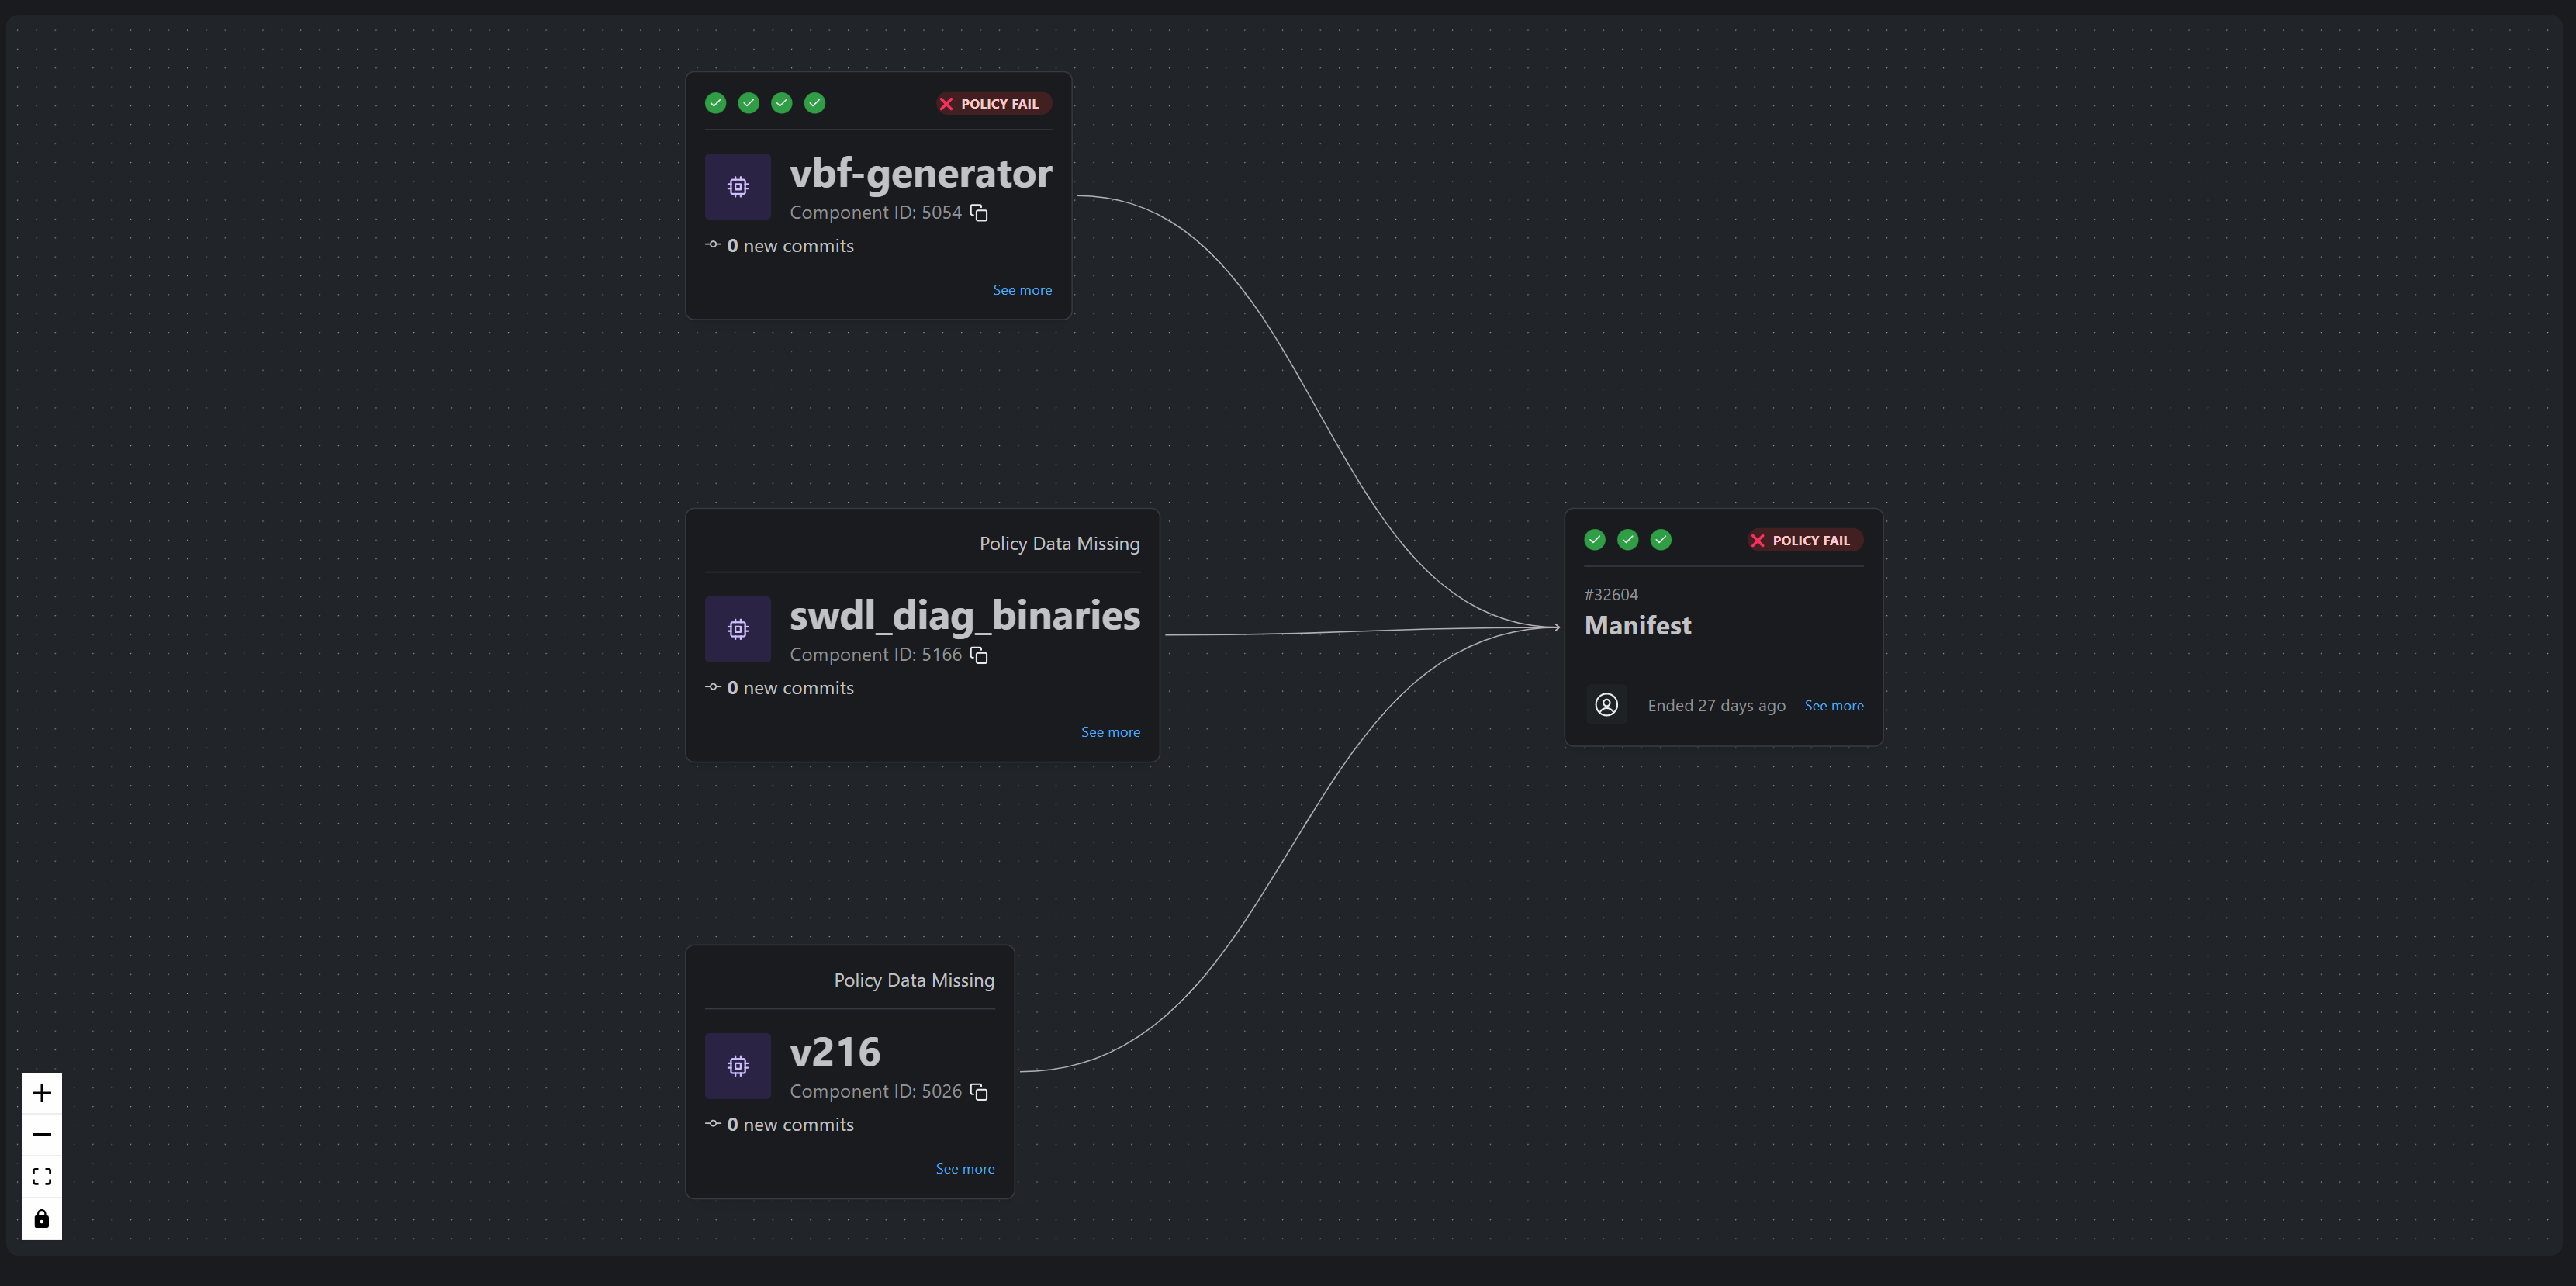 POLICY FAIL
vbf-generator
Component ID: 5054
0 new commits
See more
Policy Data Missing
swdl_diag_binaries
Component ID: 5166
0 new commits
See more
POLICY FAIL
#32604
Manifest
Ended 27 days ago See more
Policy Data Missing
v216
Component ID: 5026
0 new commits
See more